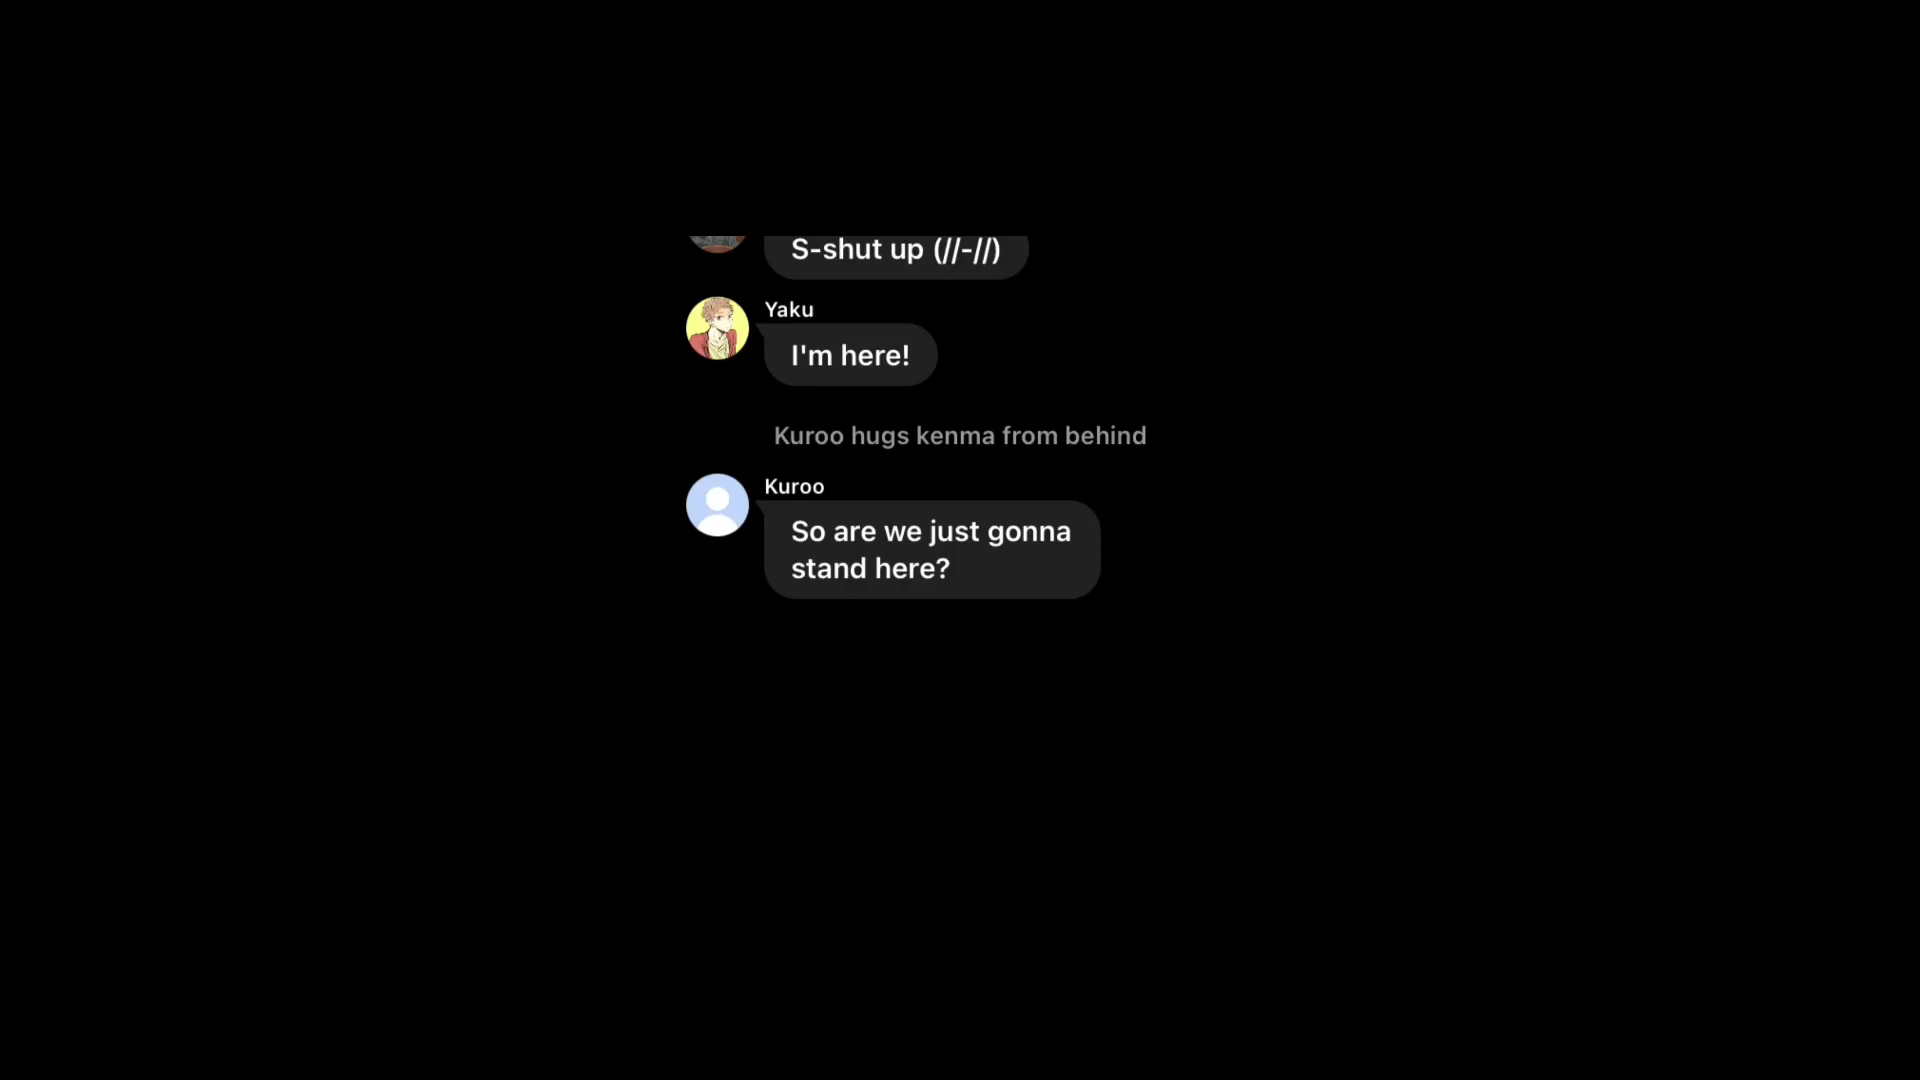 S-shut up (//-//)
Yaku
I'm here!
Kuroo hugs kenma from behind
Kuroo
So are we just gonna
stand here?